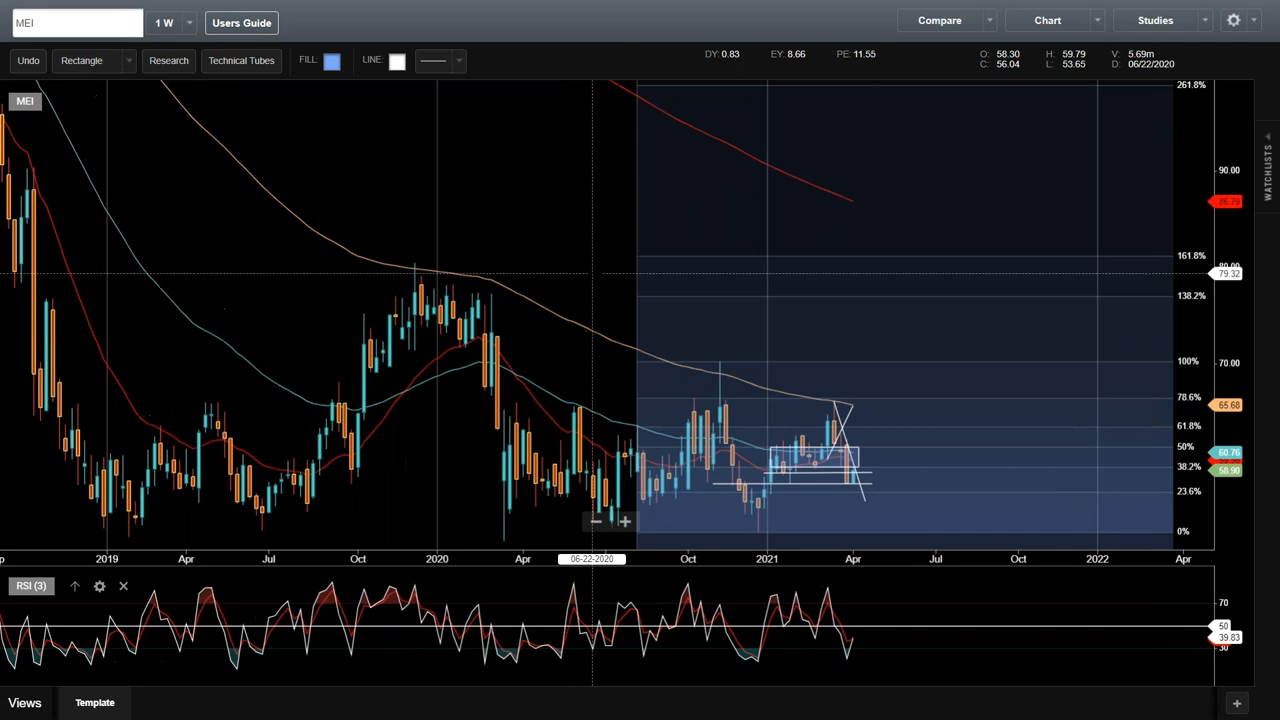 MEI
1 W
Users Guide
Compare
Chart
Studies
Undo
Rectangle
Research
Technical Tubes
FILL:
LINE:
DY: 0.83
EY: 8.66
PE: 11.55
O: 58.30
H: 59.79
V: 5.69m
C: 56.04
L: 53.65
D: 06/22/2020
MEI
WATCHLISTS
261.8%
161.8%
138.2%
100%
78.6%
61.8%
50%
38.2%
23.6%
0%
90.00
86.79
79.32
70.00
65.68
60.76
58.90
2019
Apr
Jul
Oct
2020
Apr
06-22-2020
Oct
2021
Apr
Jul
Oct
2022
Apr
RSI (3)
70
50
39.83
30
Views
Template